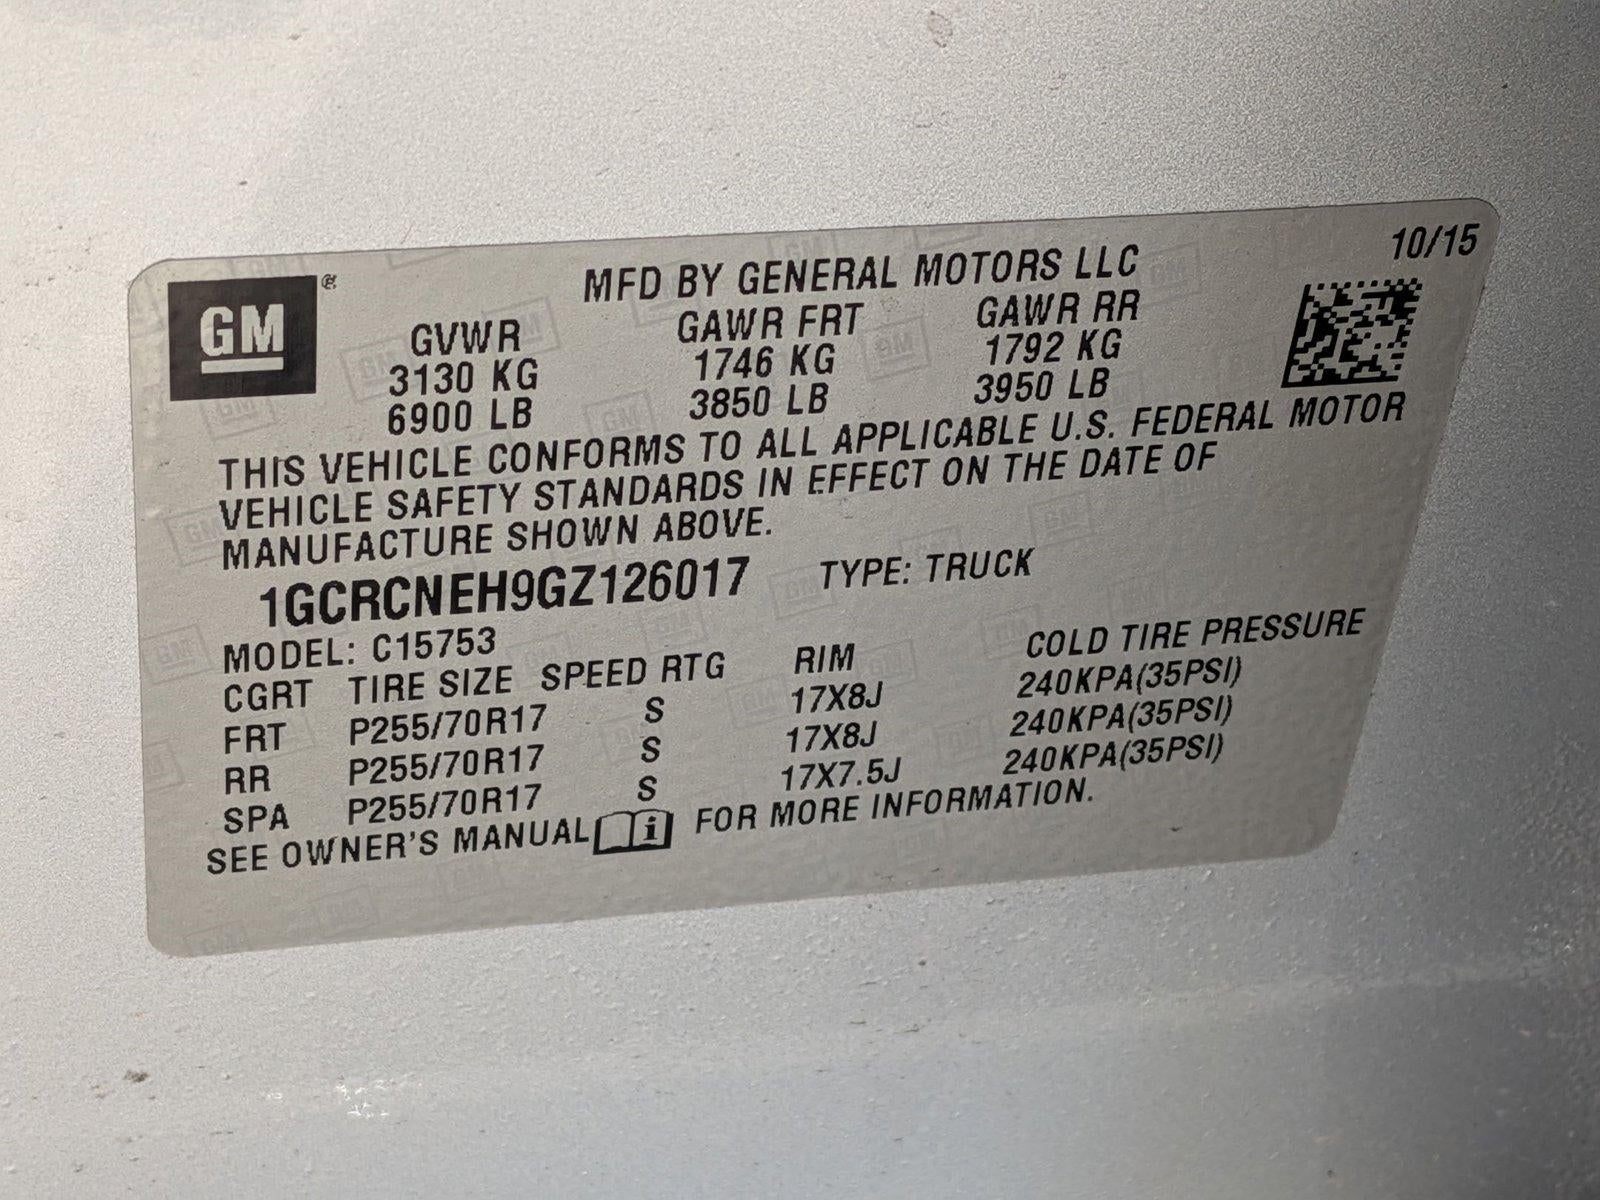 GM ®
MFD BY GENERAL MOTORS LLC 10/15
GVWR GAWR FRT GAWR RR
3130 KG 1746 KG 1792 KG
6900 LB 3850 LB 3950 LB
THIS VEHICLE CONFORMS TO ALL APPLICABLE U.S. FEDERAL MOTOR
VEHICLE SAFETY STANDARDS IN EFFECT ON THE DATE OF
MANUFACTURE SHOWN ABOVE.
1GCRCNEH9GZ126017 TYPE: TRUCK
MODEL: C15753
CGRT TIRE SIZE SPEED RTG RIM COLD TIRE PRESSURE
FRT P255/70R17 S 17X8J 240KPA(35PSI)
RR P255/70R17 S 17X8J 240KPA(35PSI)
SPA P255/70R17 S 17X7.5J 240KPA(35PSI)
SEE OWNER'S MANUAL i FOR MORE INFORMATION.